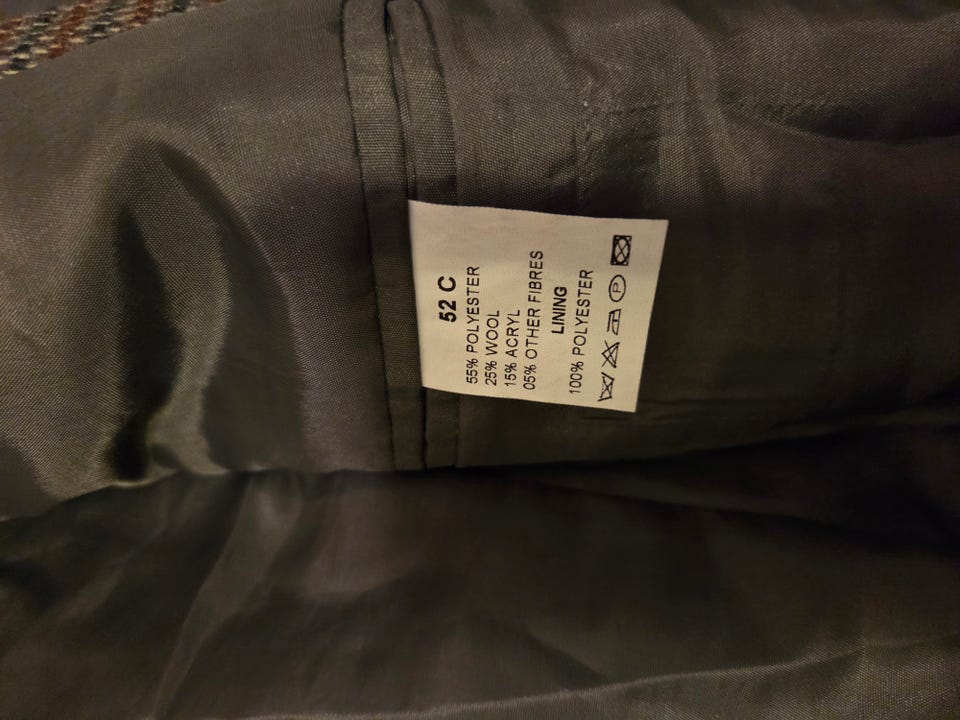 52 C
55% POLYESTER
25% WOOL
15% ACRYL
05% OTHER FIBRES
LINING
100% POLYESTER
P